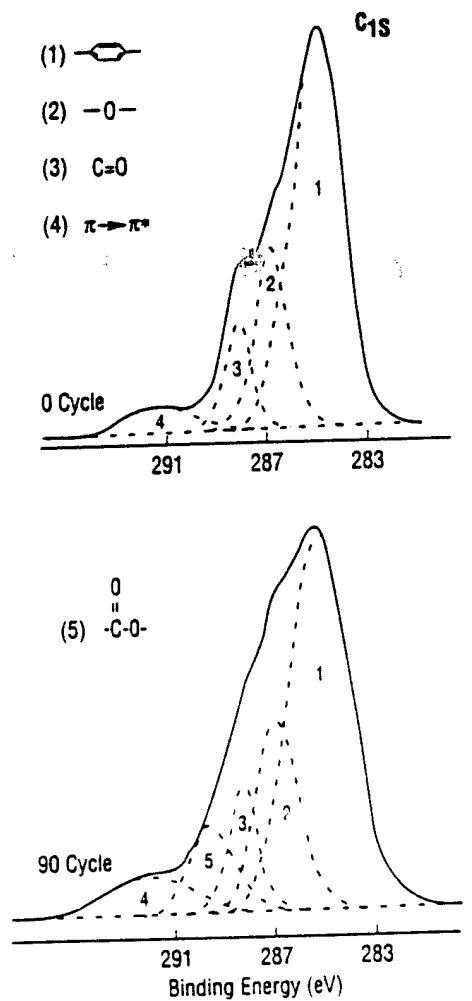 C1S
(1)
(2) -O-
(3) C=O
(4) π→π*
1
2
3
4
0 Cycle
291 287 283
O
(5) -C-O-
1
2
3
5
4
90 Cycle
291 287 283
Binding Energy (eV)